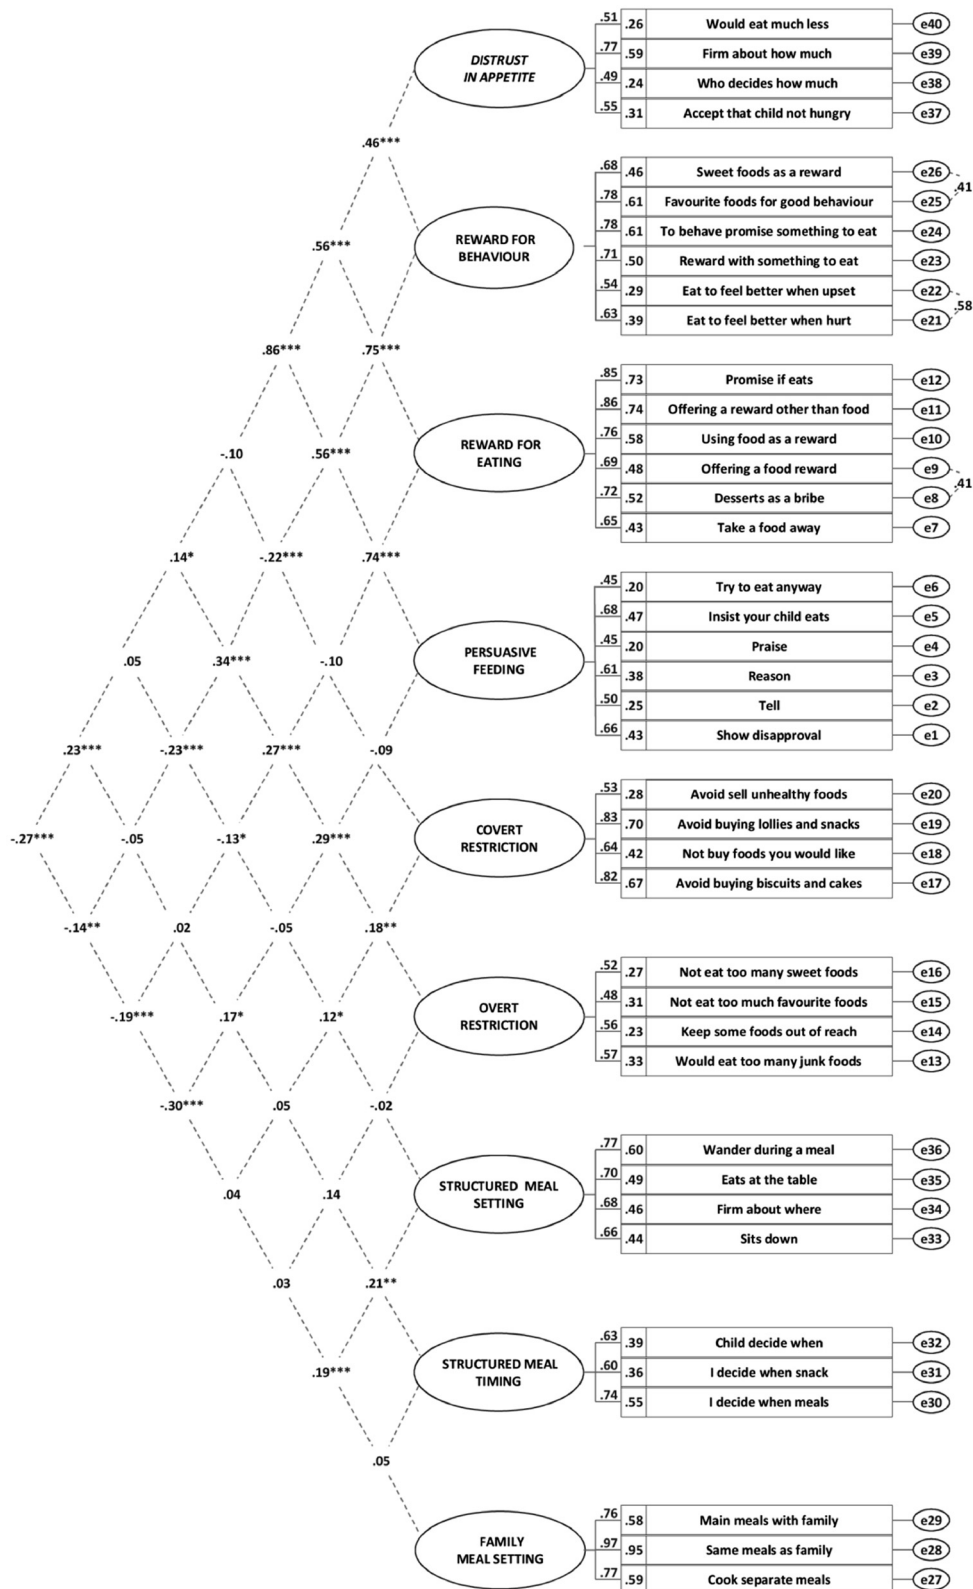 DISTRUST
IN APPETITE
.51 .26 Would eat much less e40
.77 .59 Firm about how much e39
.49 .24 Who decides how much e38
.55 .31 Accept that child not hungry e37
.46***
REWARD FOR
BEHAVIOUR
.68 .46 Sweet foods as a reward e26
.41
.78 .61 Favourite foods for good behaviour e25
.78 .61 To behave promise something to eat e24
.71 .50 Reward with something to eat e23
.54 .29 Eat to feel better when upset e22
.58
.63 .39 Eat to feel better when hurt e21
.56***
.86*** .75***
REWARD FOR
EATING
.85 .73 Promise if eats e12
.86 .74 Offering a reward other than food e11
.76 .58 Using food as a reward e10
.69 .48 Offering a food reward e9
.41
.72 .52 Desserts as a bribe e8
.65 .43 Take a food away e7
-.10 .56***
.14* -.22*** .74***
PERSUASIVE
FEEDING
.45 .20 Try to eat anyway e6
.68 .47 Insist your child eats e5
.45 .20 Praise e4
.61 .38 Reason e3
.50 .25 Tell e2
.66 .43 Show disapproval e1
.05 .34*** -.10
.23*** -.23*** .27*** -.09
COVERT
RESTRICTION
.53 .28 Avoid sell unhealthy foods e20
.83 .70 Avoid buying lollies and snacks e19
.64 .42 Not buy foods you would like e18
.82 .67 Avoid buying biscuits and cakes e17
-.27*** -.05 -.13* .29***
-.14** .02 -.05 .18**
OVERT
RESTRICTION
.52 .27 Not eat too many sweet foods e16
.48 .31 Not eat too much favourite foods e15
.56 .23 Keep some foods out of reach e14
.57 .33 Would eat too many junk foods e13
-.19*** .17* .12*
-.30*** .05 -.02
STRUCTURED MEAL
SETTING
.77 .60 Wander during a meal e36
.70 .49 Eats at the table e35
.68 .46 Firm about where e34
.66 .44 Sits down e33
.04 .14
.03 .21**
STRUCTURED MEAL
TIMING
.63 .39 Child decide when e32
.60 .36 I decide when snack e31
.74 .55 I decide when meals e30
.19***
.05
FAMILY
MEAL SETTING
.76 .58 Main meals with family e29
.97 .95 Same meals as family e28
.77 .59 Cook separate meals e27